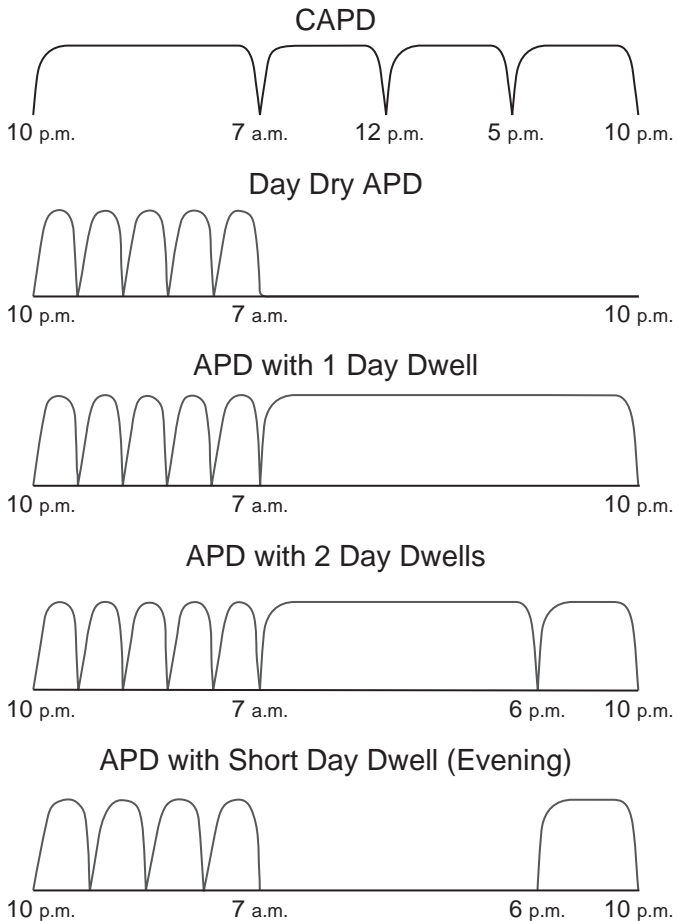 CAPD
10 p.m. 7 a.m. 12 p.m. 5 p.m. 10 p.m.
Day Dry APD
10 p.m. 7 a.m. 10 p.m.
APD with 1 Day Dwell
10 p.m. 7 a.m. 10 p.m.
APD with 2 Day Dwells
10 p.m. 7 a.m. 6 p.m. 10 p.m.
APD with Short Day Dwell (Evening)
10 p.m. 7 a.m. 6 p.m. 10 p.m.